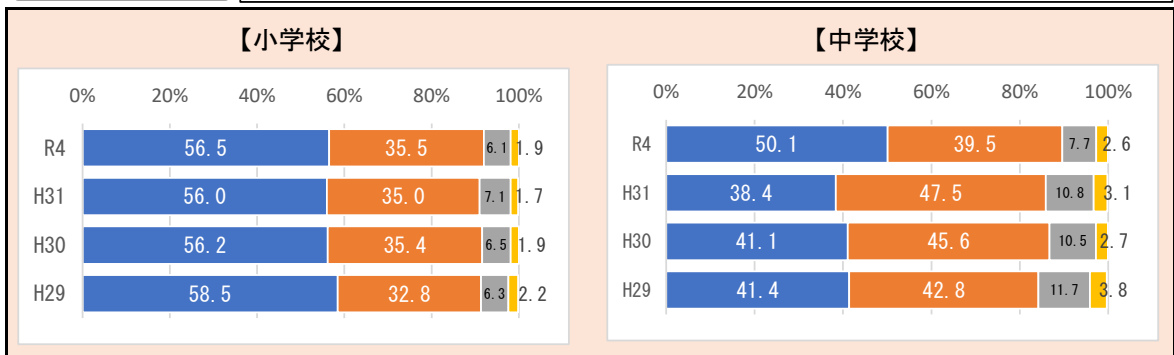 【小学校】
0% 20% 40% 60% 80% 100%
R4 56.5 35.5 6.1 1.9
H31 56.0 35.0 7.1 1.7
H30 56.2 35.4 6.5 1.9
H29 58.5 32.8 6.3 2.2
【中学校】
0% 20% 40% 60% 80% 100%
R4 50.1 39.5 7.7 2.6
H31 38.4 47.5 10.8 3.1
H30 41.1 45.6 10.5 2.7
H29 41.4 42.8 11.7 3.8